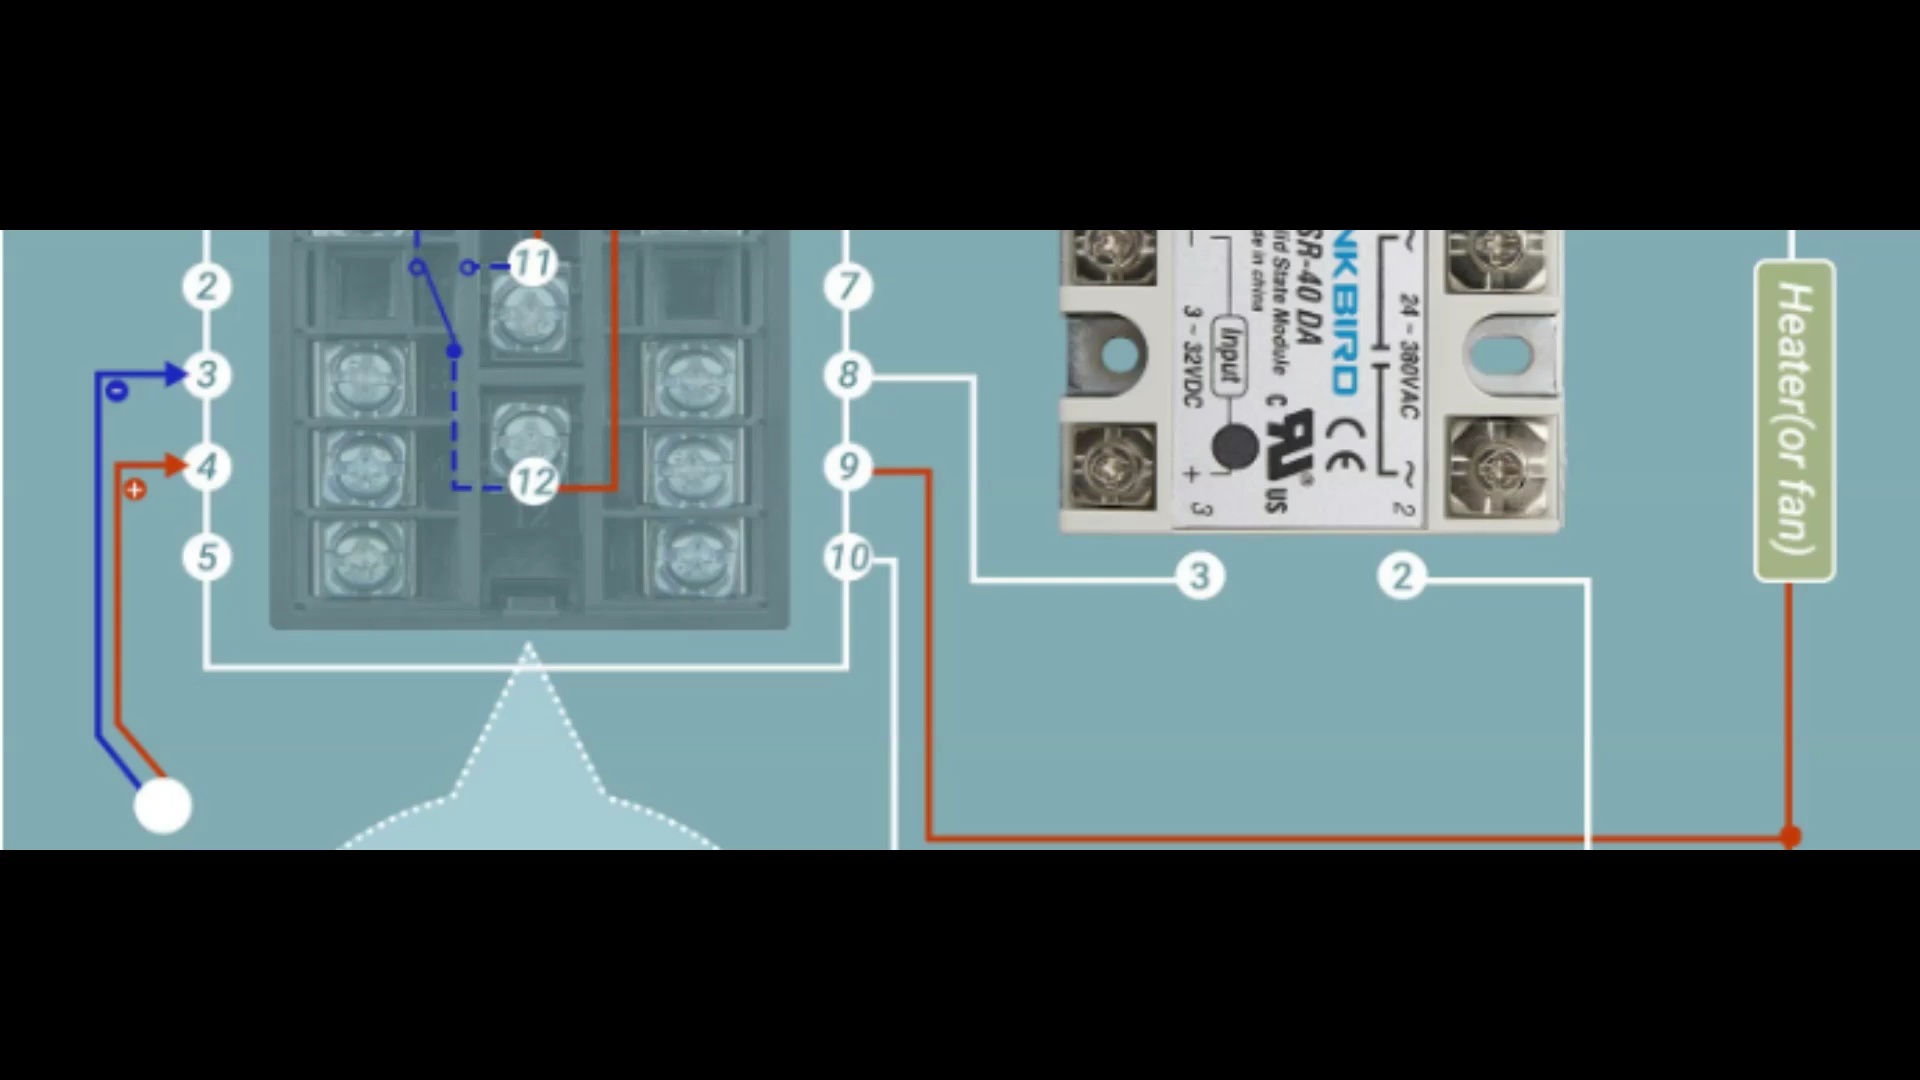 2
3
4
5
11
12
7
8
9
10
−
+
NKBIRD
SR-40 DA
lid State Module
de in china
Input
3 ~ 32VDC
−
+
3
24 ~ 380VAC
~
~
2
C
US
®
CE
3
2
Heater(or fan)